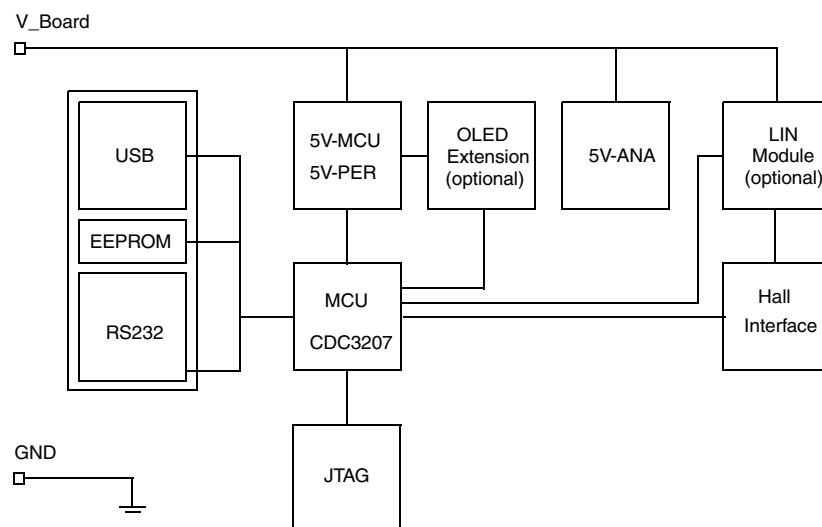 V_Board
USB
EEPROM
RS232
5V-MCU
5V-PER
OLED
Extension
(optional)
5V-ANA
LIN
Module
(optional)
MCU
CDC3207
Hall
Interface
GND
JTAG